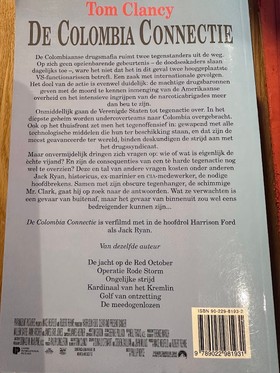 Tom Clancy
DE COLOMBIA CONNECTIE
De Colombiaanse drugsmafia ruimt twee tegenstanders uit de weg.
Op zich geen opzienbarende gebeurtenis – de doodseskaders slaan
dagelijks toe –, ware het niet dat het in dit geval twee hooggeplaatste
VS-functionarissen betreft. Een zaak met internationale gevolgen.
Het doel van de actie is evenwel duidelijk: de machtige drugsbaronnen
geven met de moord te kennen inmenging van de Amerikaanse
overheid en het intensieve ingrijpen van de narcoticabrigades meer
dan beu te zijn.
Onmiddellijk gaan de Verenigde Staten tot tegenactie over. In het
diepste geheim worden undercoverteams naar Colombia overgebracht.
Ook op het thuisfront zet men het tegenoffensief in: gewapend met alle
technologische middelen die hun ter beschikking staan, en dat zijn de
meest geavanceerde ter wereld, binden deskundigen de strijd aan met
het drugssyndicaat.
Maar onvermijdelijk dringen zich vragen op: wie of wat is eigenlijk de
echte vijand? En zijn de consequenties van een té harde tegenactie nog
wel te overzien? Deze en tal van andere vragen kosten onder anderen
Jack Ryan, historicus, ex-marinier en CIA-medewerker, de nodige
hoofdbrekens. Samen met zijn obscure tegenhanger, de schimmige
Mr. Clark, gaat hij op zoek naar de antwoorden. Wat ze verwachten is
een gevaar van buitenaf, maar het gevaar van binnenuit zou wel eens
bedreigender kunnen zijn...
De Colombia Connectie is verfilmd met in de hoofdrol Harrison Ford
als Jack Ryan.
Van dezelfde auteur
De jacht op de Red October
Operatie Rode Storm
Ongelijke strijd
Kardinaal van het Kremlin
Golf van ontzetting
De meedogenlozen
ISBN 90-229-8193-2
9789022981931